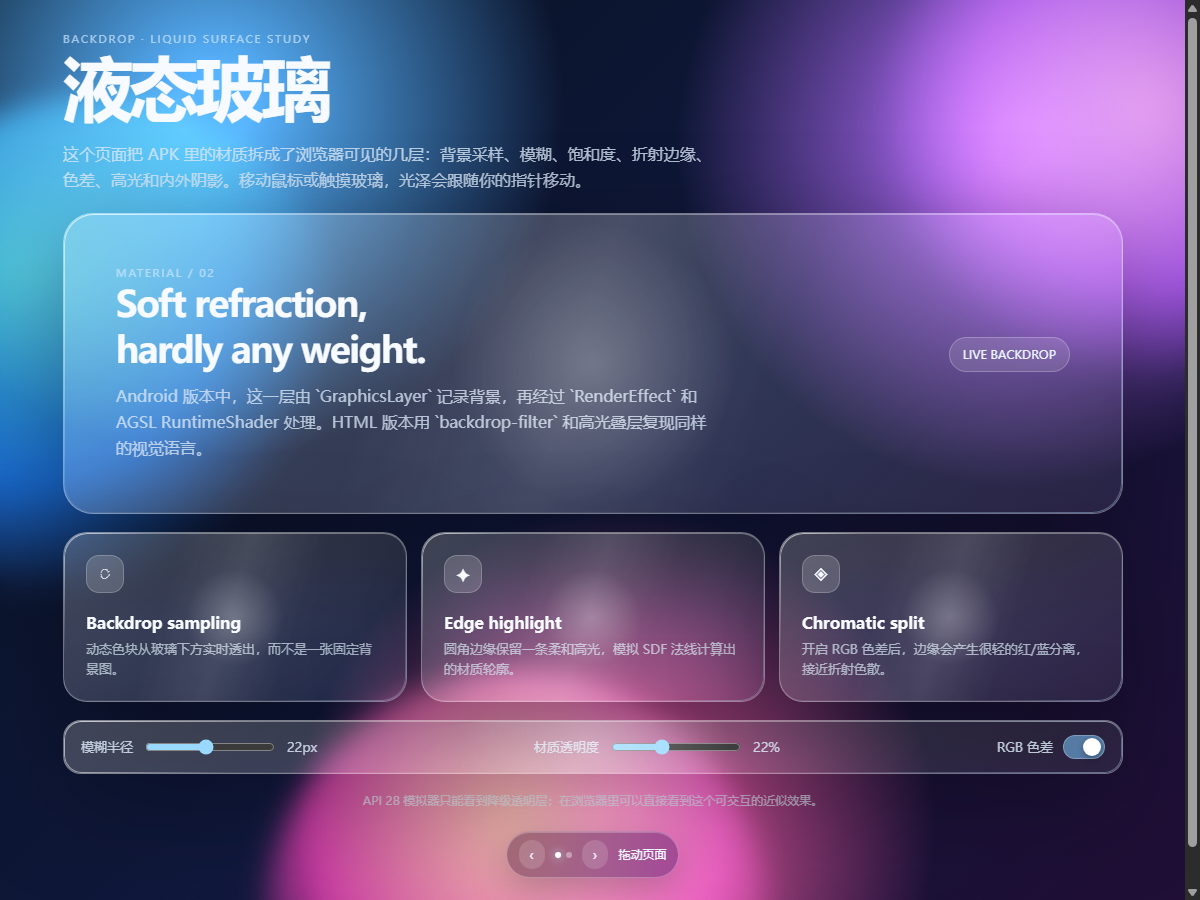 BACKDROP · LIQUID SURFACE STUDY
液态玻璃
这个页面把 APK 里的材质拆成了浏览器可见的几层：背景采样、模糊、饱和度、折射边缘、
色差、高光和内外阴影。移动鼠标或触摸玻璃，光泽会跟随你的指针移动。
MATERIAL / 02
Soft refraction,
hardly any weight.
Android 版本中，这一层由 `GraphicsLayer` 记录背景，再经过 `RenderEffect` 和
AGSL RuntimeShader 处理。HTML 版本用 `backdrop-filter` 和高光叠层复现同样
的视觉语言。
LIVE BACKDROP
Backdrop sampling
动态色块从玻璃下方实时透出，而不是一张固定背
景图。
Edge highlight
圆角边缘保留一条柔和高光，模拟 SDF 法线计算出
的材质轮廓。
Chromatic split
开启 RGB 色差后，边缘会产生很轻的红/蓝分离，
接近折射色散。
模糊半径 22px 材质透明度 22% RGB 色差
API 28 模拟器只能看到降级透明层；在浏览器里可以直接看到这个可交互的近似效果。
‹ › 拖动页面